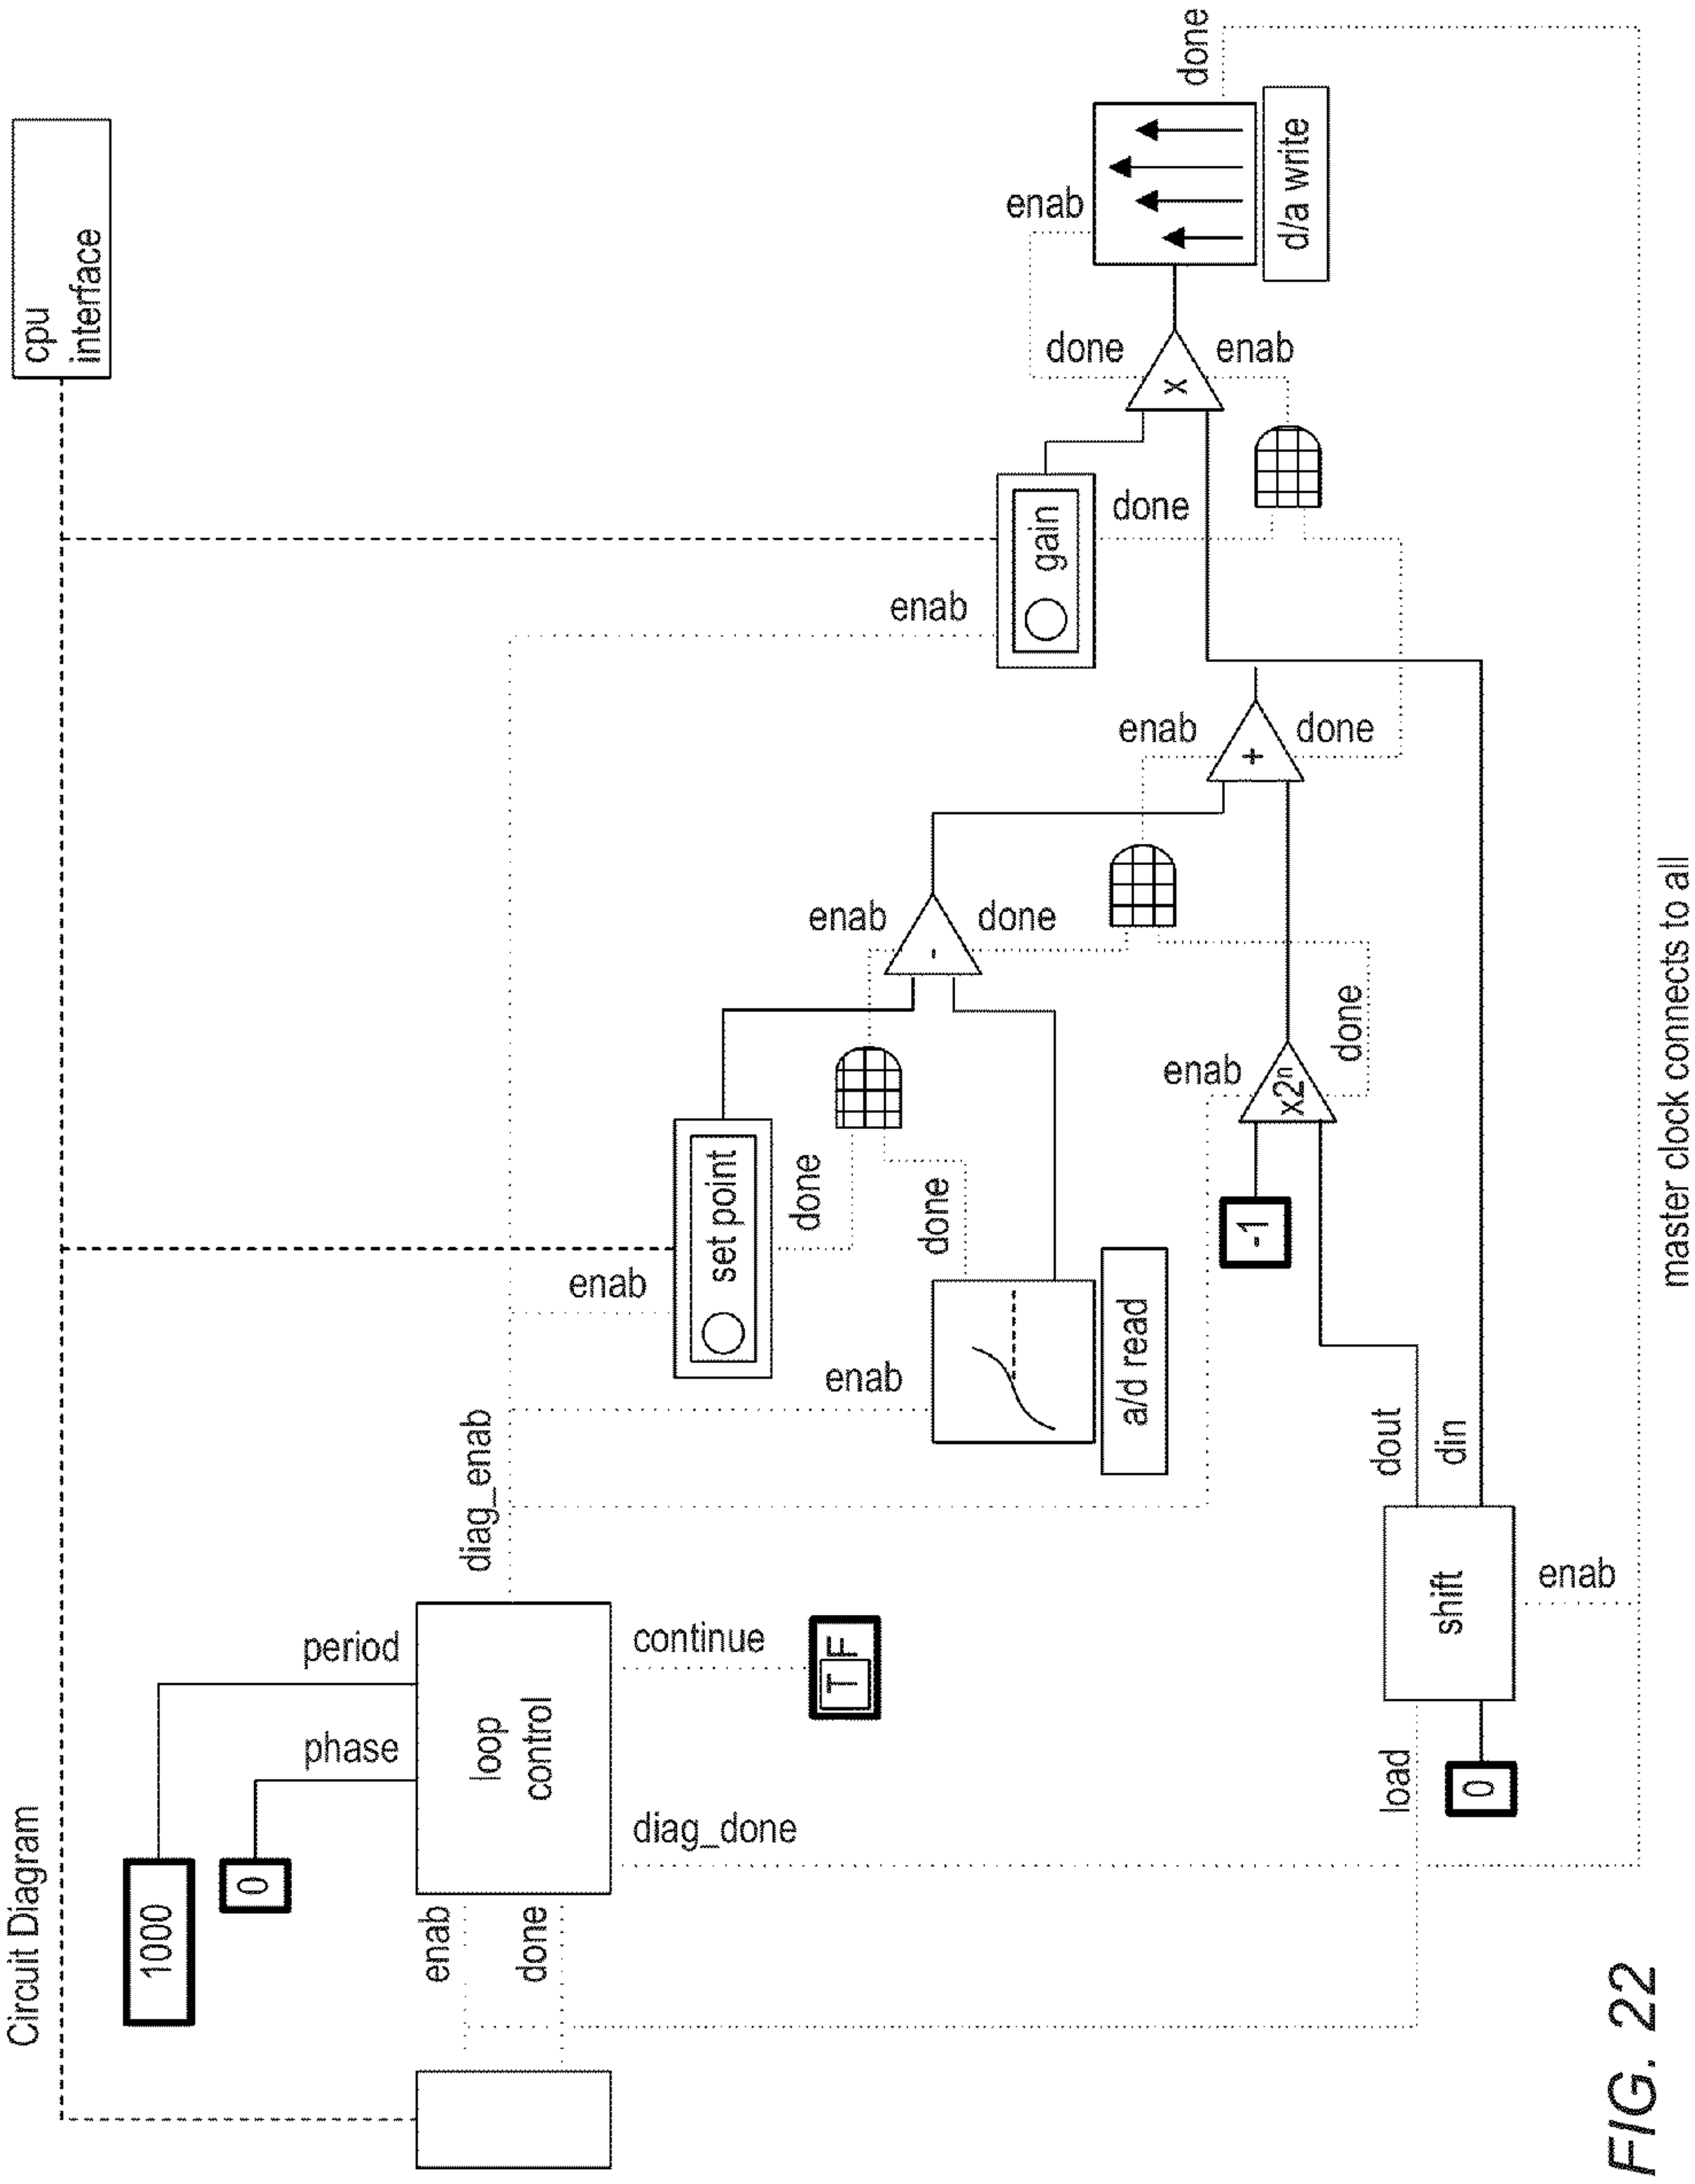 Circuit Diagram
cpu
interface
1000
0
phase
period
enab
done
loop
control
diag_done
continue
TF
diag_enab
enab
set point
done
enab
a/d read
done
enab
-
done
-1
enab
x2ⁿ
done
enab
+
done
enab
gain
done
done
x
enab
enab
d/a write
done
load
0
shift
dout
din
enab
master clock connects to all
FIG. 22